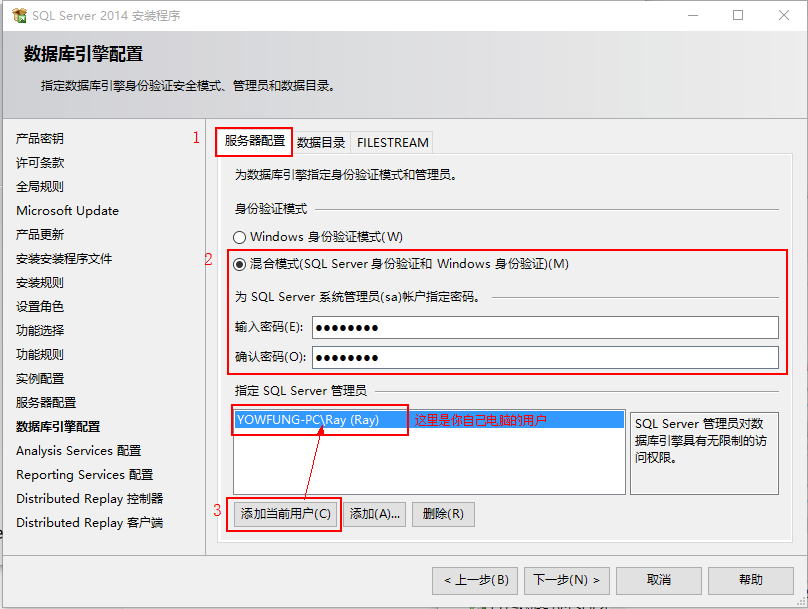 SQL Server 2014 安装程序
数据库引擎配置
指定数据库引擎身份验证安全模式、管理员和数据目录。
产品密钥
许可条款
全局规则
Microsoft Update
产品更新
安装安装程序文件
安装规则
设置角色
功能选择
功能规则
实例配置
服务器配置
数据库引擎配置
Analysis Services 配置
Reporting Services 配置
Distributed Replay 控制器
Distributed Replay 客户端
1
服务器配置 数据目录 FILESTREAM
为数据库引擎指定身份验证模式和管理员。
身份验证模式
Windows 身份验证模式(W)
2
混合模式(SQL Server 身份验证和 Windows 身份验证)(M)
为 SQL Server 系统管理员(sa)帐户指定密码。
输入密码(E): ●●●●●●●●
确认密码(O): ●●●●●●●●
指定 SQL Server 管理员
YOWFUNG-PC\Ray (Ray) 这里是你自己电脑的用户
SQL Server 管理员对数
据库引擎具有无限制的访
问权限。
3
添加当前用户(C) 添加(A)... 删除(R)
< 上一步(B) 下一步(N) > 取消 帮助